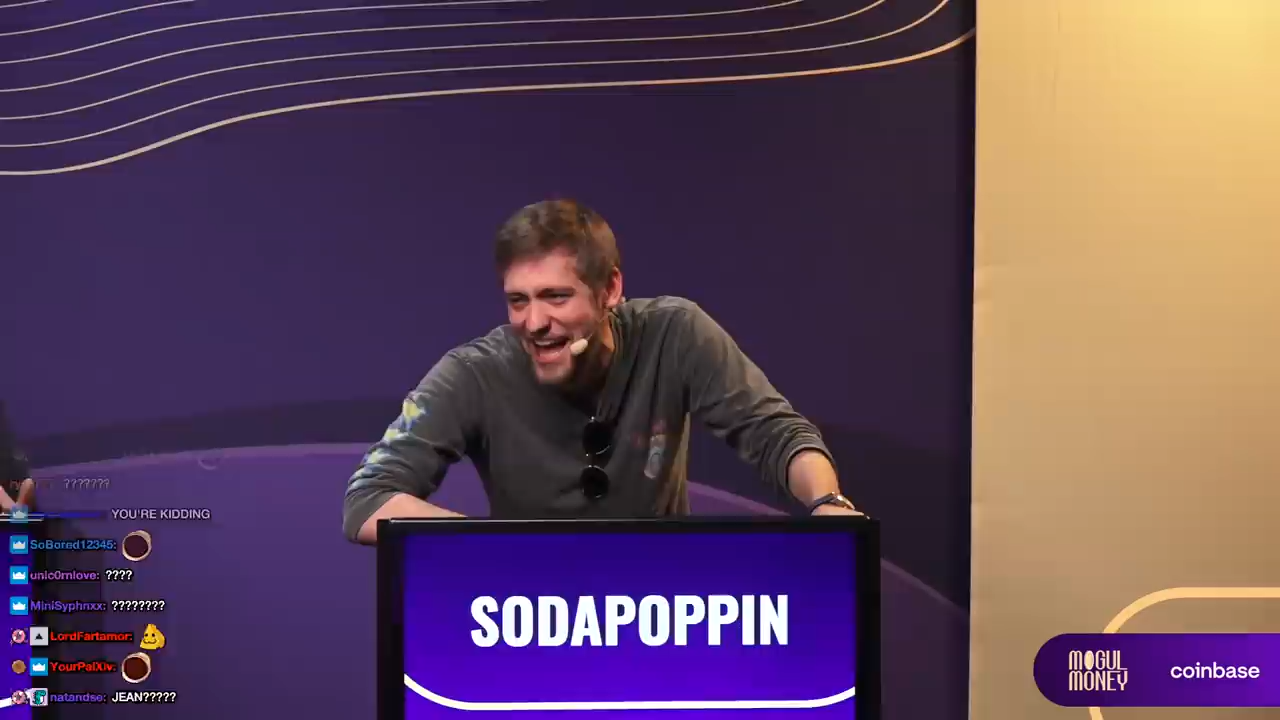 ???????
YOU'RE KIDDING
SoBored12345:
unic0rnlove: ????
MiniSyphnxx: ????????
LordFartamor:
YourPalXiv:
natandse: JEAN?????
SODAPOPPIN
MOGUL
MONEY
coinbase